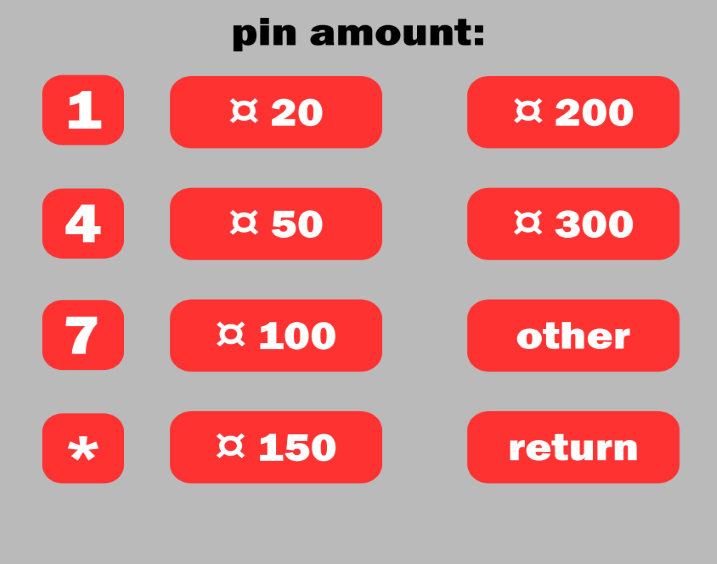 pin amount:
1 ¤ 20 ¤ 200
4 ¤ 50 ¤ 300
7 ¤ 100 other
* ¤ 150 return